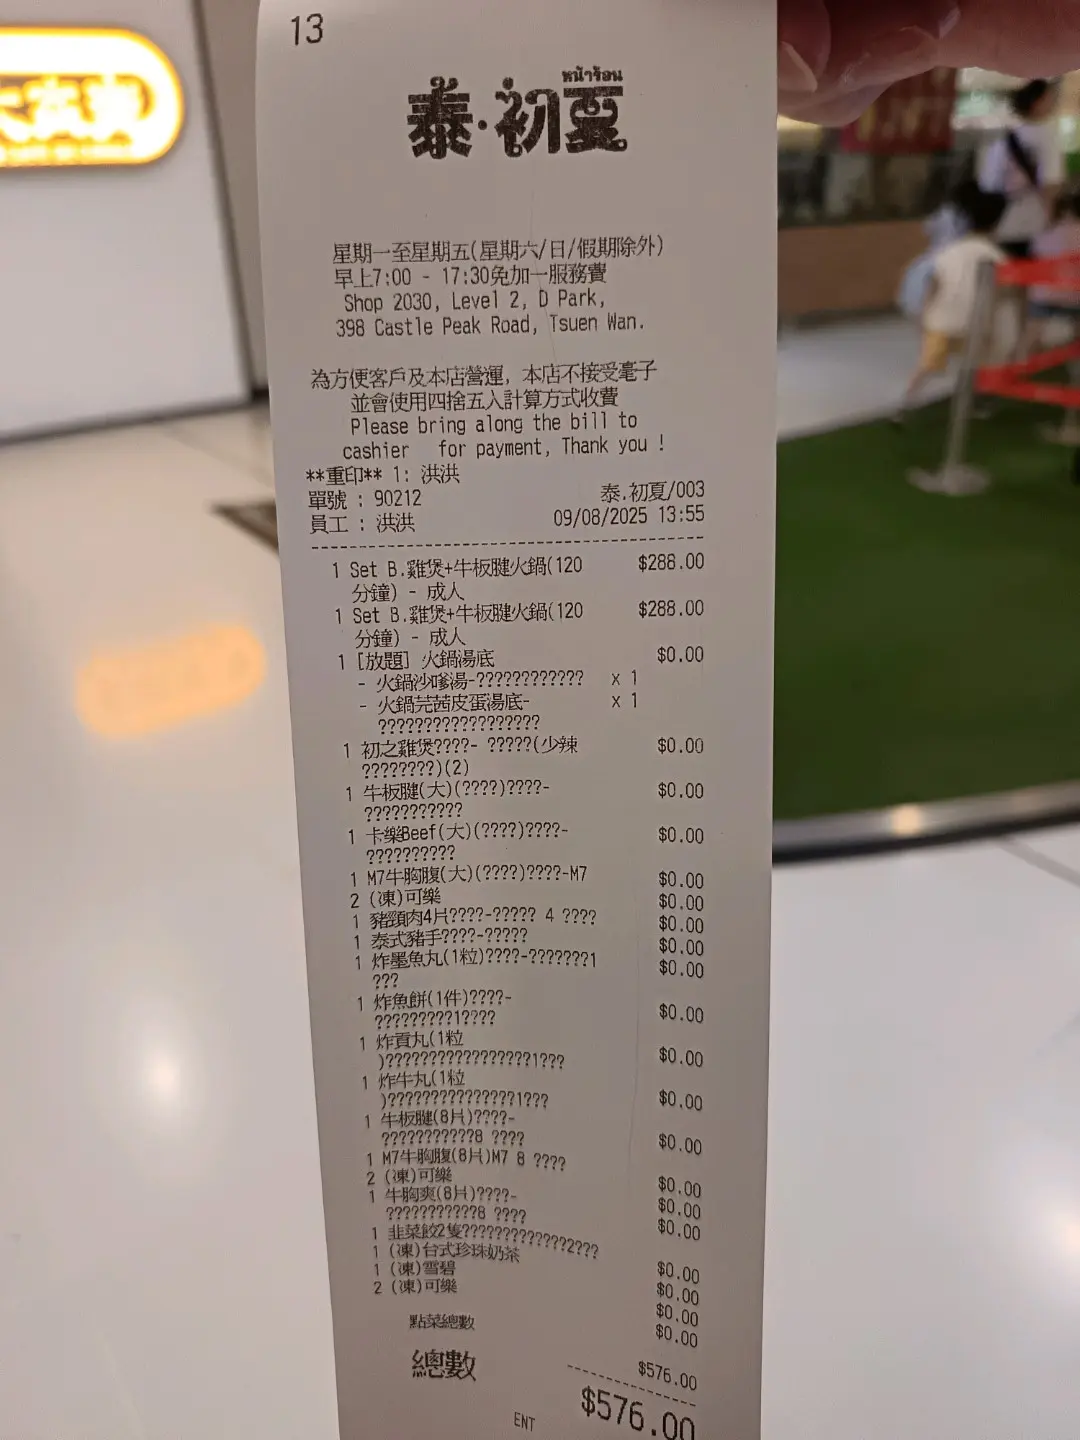 13
หน้าร้อน
泰·初夏
星期一至星期五(星期六/日/假期除外)
早上7:00 - 17:30免加一服務費
Shop 2030, Level 2, D Park,
398 Castle Peak Road, Tsuen Wan.
為方便客戶及本店營運, 本店不接受毫子
並會使用四捨五入計算方式收費
Please bring along the bill to
cashier for payment, Thank you !
**重印** 1: 洪洪
單號 : 90212 泰.初夏/003
員工 : 洪洪 09/08/2025 13:55
1 Set B.雞煲+牛板腱火鍋(120 $288.00
分鐘) - 成人
1 Set B.雞煲+牛板腱火鍋(120 $288.00
分鐘) - 成人
1 [放題] 火鍋湯底 $0.00
- 火鍋沙嗲湯-???????????? x 1
- 火鍋芫茜皮蛋湯底- x 1
??????????????????
1 初之雞煲????- ?????(少辣 $0.00
????????)(2)
1 牛板腱(大)(????)????- $0.00
???????????
1 卡樂Beef(大)(????)????- $0.00
??????????
1 M7牛胸腹(大)(????)????-M7 $0.00
2 (凍)可樂 $0.00
1 豬頸肉4片????-????? 4 ???? $0.00
1 泰式豬手????-????? $0.00
1 炸墨魚丸(1粒)????-???????1 $0.00
???
1 炸魚餅(1件)????- $0.00
?????????1????
1 炸貢丸(1粒 $0.00
)????????????????1???
1 炸牛丸(1粒 $0.00
)??????????????1???
1 牛板腱(8片)????- $0.00
??????????8 ????
1 M7牛胸腹(8片)M7 8 ???? $0.00
2 (凍)可樂 $0.00
1 牛胸爽(8片)????- $0.00
??????????8 ????
1 韭菜餃2隻?????????????2??? $0.00
1 (凍)台式珍珠奶茶 $0.00
1 (凍)雪碧 $0.00
2 (凍)可樂 $0.00
點菜總數 $576.00
總數 $576.00
ENT